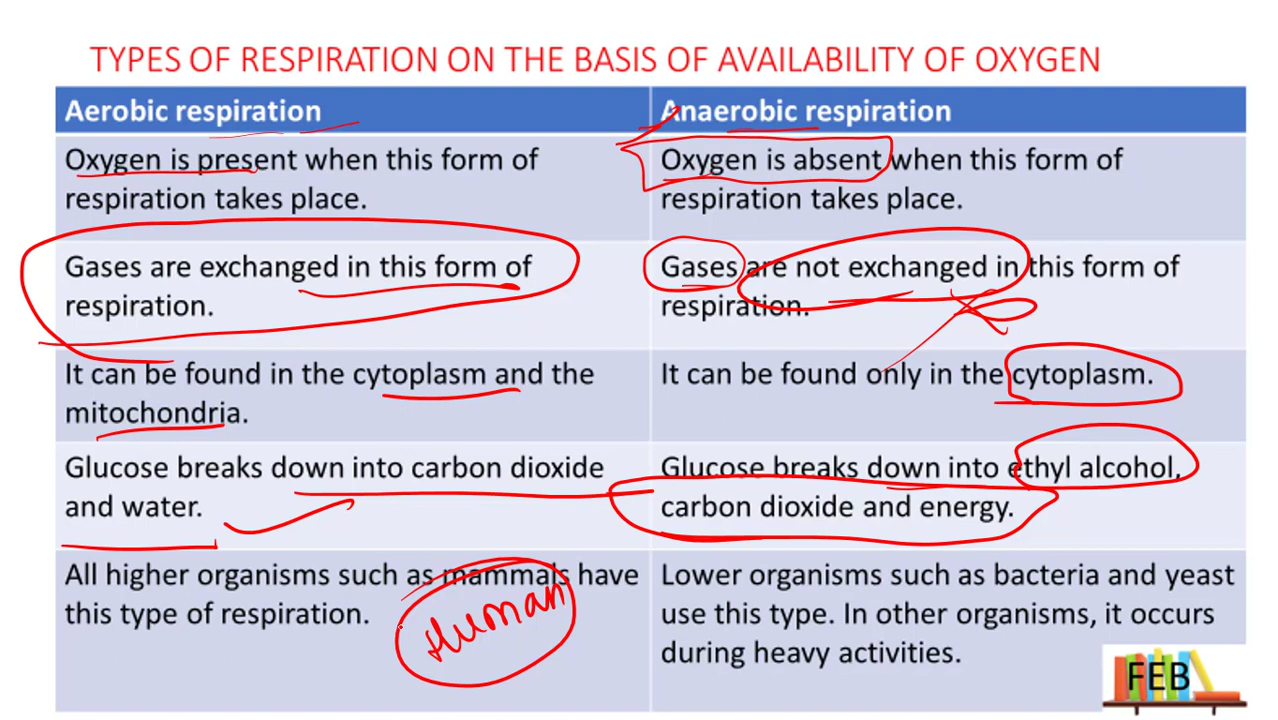 TYPES OF RESPIRATION ON THE BASIS OF AVAILABILITY OF OXYGEN
Aerobic respiration
Anaerobic respiration
Oxygen is present when this form of
respiration takes place.
Oxygen is absent when this form of
respiration takes place.
Gases are exchanged in this form of
respiration.
Gases are not exchanged in this form of
respiration.
It can be found in the cytoplasm and the
mitochondria.
It can be found only in the cytoplasm.
Glucose breaks down into carbon dioxide
and water.
Glucose breaks down into ethyl alcohol,
carbon dioxide and energy.
All higher organisms such as mammals have
this type of respiration.
Human
Lower organisms such as bacteria and yeast
use this type. In other organisms, it occurs
during heavy activities.
FEB